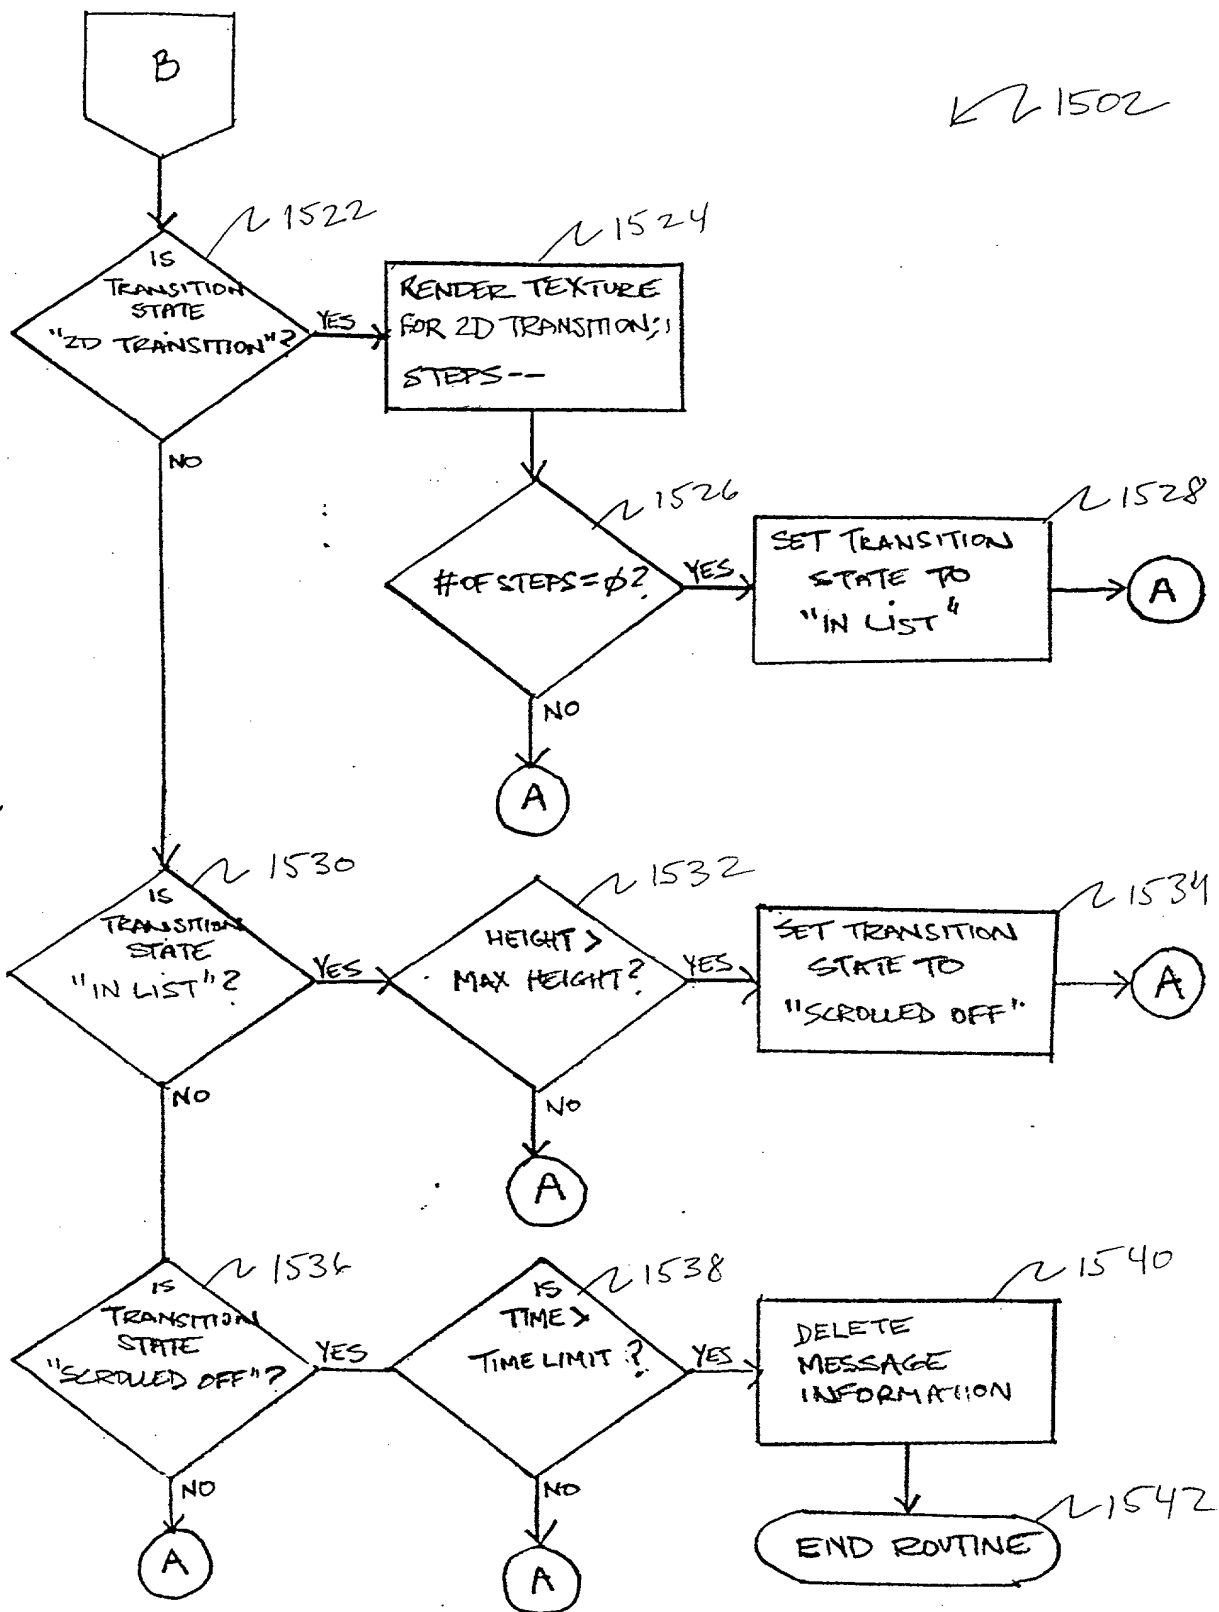 B
1502
1522
IS
TRANSITION
STATE
"2D TRANSITION"?
YES
NO
1524
RENDER TEXTURE
FOR 2D TRANSITION;
STEPS--
1526
# OF STEPS = Ø?
YES
NO
A
1528
SET TRANSITION
STATE TO
"IN LIST"
A
1530
IS
TRANSITION
STATE
"IN LIST"?
YES
NO
1532
HEIGHT >
MAX HEIGHT?
YES
NO
A
1534
SET TRANSITION
STATE TO
"SCROLLED OFF"
A
1536
IS
TRANSITION
STATE
"SCROLLED OFF"?
YES
NO
A
1538
IS
TIME >
TIME LIMIT?
YES
NO
A
1540
DELETE
MESSAGE
INFORMATION
1542
END ROUTINE